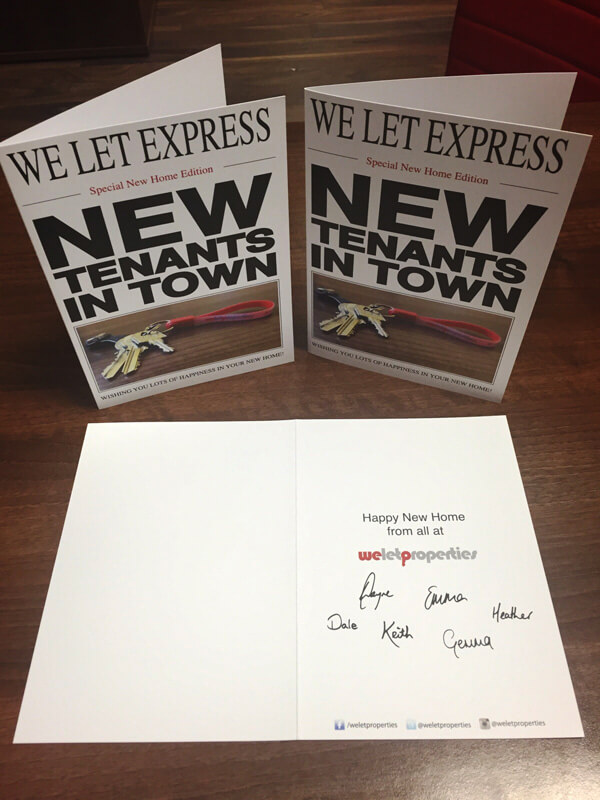 WE LET EXPRESS
Special New Home Edition
NEW
TENANTS
IN TOWN
WISHING YOU LOTS OF HAPPINESS IN YOUR NEW HOME!
WE LET EXPRESS
Special New Home Edition
NEW
TENANTS
IN TOWN
WISHING YOU LOTS OF HAPPINESS IN YOUR NEW HOME!
Happy New Home
from all at
weletproperties
Wayne Emma
Dale Keith Gemma Heather
/weletproperties @weletproperties @weletproperties